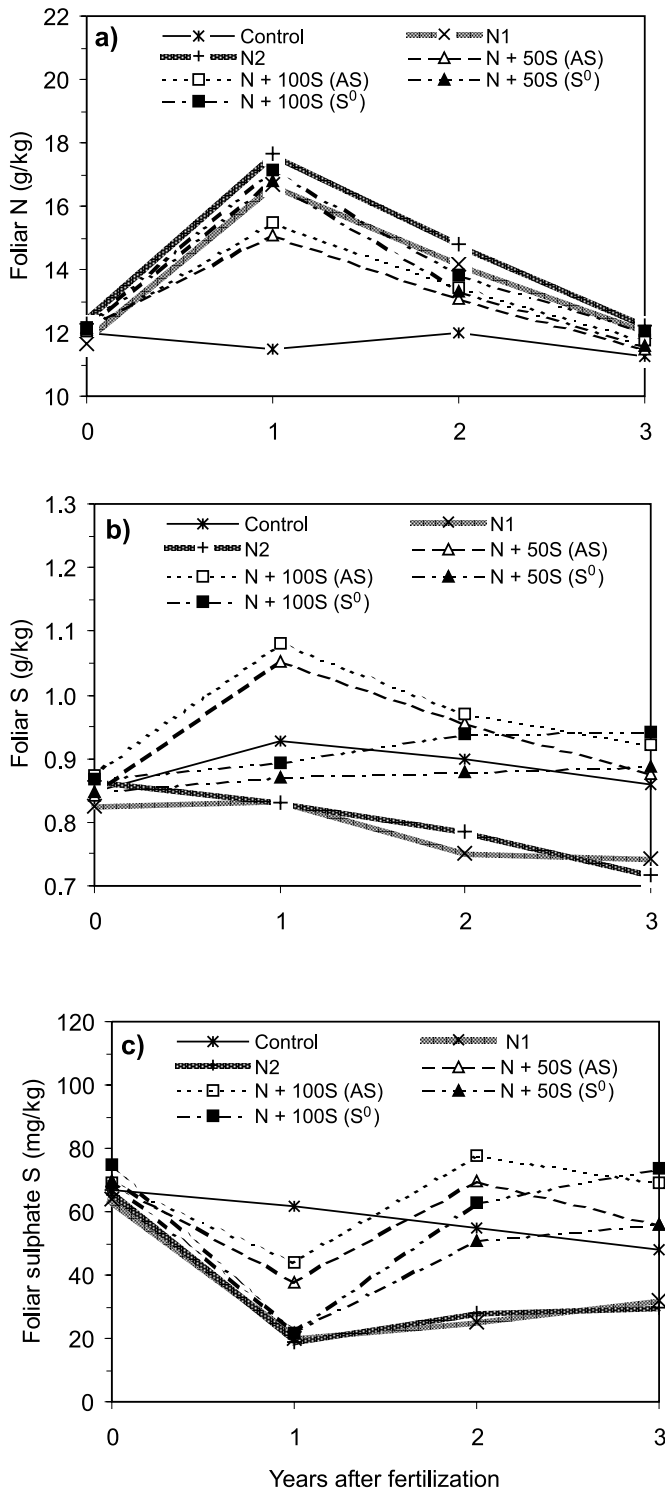 a)
Control N1
N2 N + 50S (AS)
N + 100S (AS) N + 50S (S⁰)
N + 100S (S⁰)
Foliar N (g/kg)
22
20
18
16
14
12
10
0 1 2 3
b)
Control N1
N2 N + 50S (AS)
N + 100S (AS) N + 50S (S⁰)
N + 100S (S⁰)
Foliar S (g/kg)
1.3
1.2
1.1
1.0
0.9
0.8
0.7
0 1 2 3
c)
Control N1
N2 N + 50S (AS)
N + 100S (AS) N + 50S (S⁰)
N + 100S (S⁰)
Foliar sulphate S (mg/kg)
120
100
80
60
40
20
0
0 1 2 3
Years after fertilization